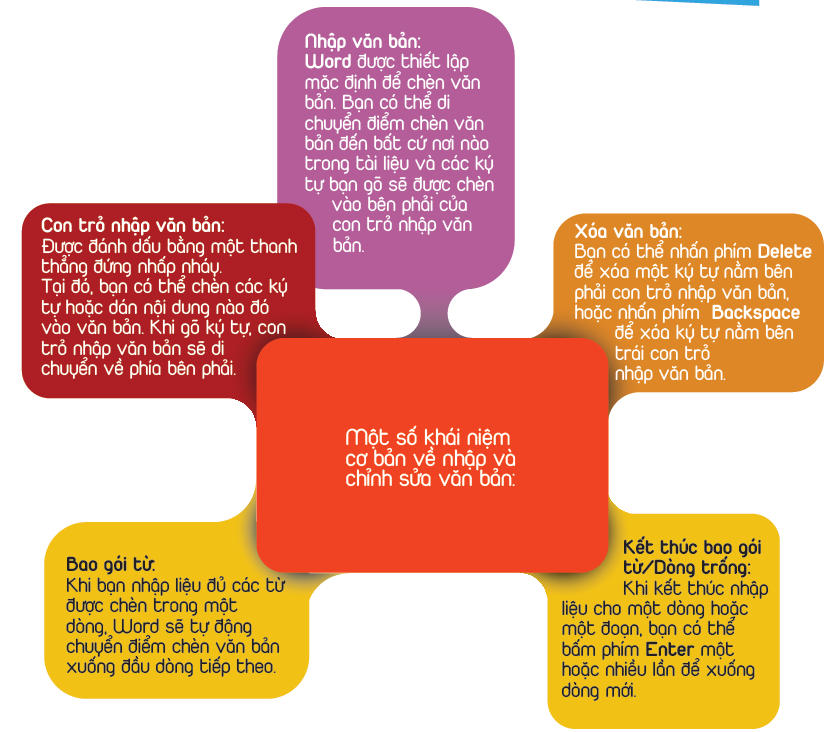 Nhập văn bản:
Word được thiết lập
mặc định để chèn văn
bản. Bạn có thể di
chuyển điểm chèn văn
bản đến bất cứ nơi nào
trong tài liệu và các ký
tự bạn gõ sẽ được chèn
vào bên phải của
con trỏ nhập văn
bản.
Con trỏ nhập văn bản:
Được đánh dấu bằng một thanh
thẳng đứng nhấp nháy.
Tại đó, bạn có thể chèn các ký
tự hoặc dán nội dung nào đó
vào văn bản. Khi gõ ký tự, con
trỏ nhập văn bản sẽ di
chuyển về phía bên phải.
Xóa văn bản:
Bạn có thể nhấn phím Delete
để xóa một ký tự nằm bên
phải con trỏ nhập văn bản,
hoặc nhấn phím Backspace
để xóa ký tự nằm bên
trái con trỏ
nhập văn bản.
Một số khái niệm
cơ bản về nhập và
chỉnh sửa văn bản:
Bao gói từ:
Khi bạn nhập liệu đủ các từ
được chèn trong một
dòng, Word sẽ tự động
chuyển điểm chèn văn bản
xuống đầu dòng tiếp theo.
Kết thúc bao gói
từ/Dòng trống:
Khi kết thúc nhập
liệu cho một dòng hoặc
một đoạn, bạn có thể
bấm phím Enter một
hoặc nhiều lần để xuống
dòng mới.